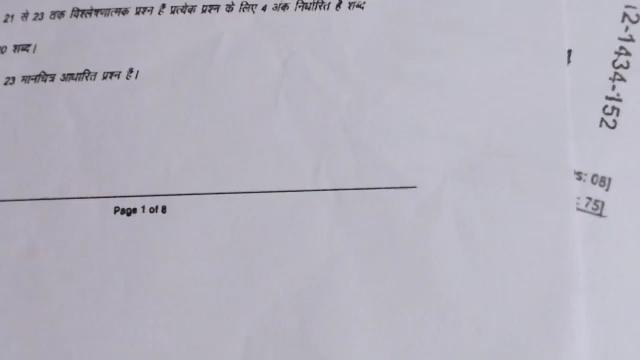 21 से 23 तक विश्लेषणात्मक प्रश्न हैं प्रत्येक प्रश्न के लिए 4 अंक निर्धारित है शब्द
0 शब्द।
23 मानचित्र आधारित प्रश्न हैं।
Page 1 of 8
12-1434-152
s: 08]
: 75]